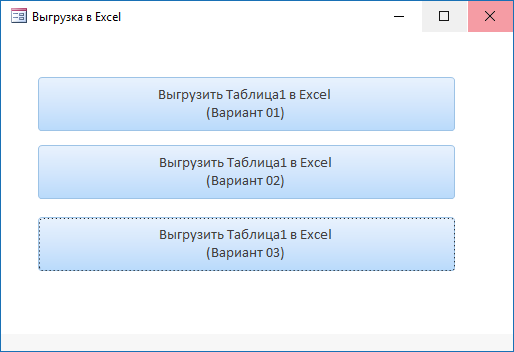 Выгрузка в Excel
Выгрузить Таблица1 в Excel
(Вариант 01)
Выгрузить Таблица1 в Excel
(Вариант 02)
Выгрузить Таблица1 в Excel
(Вариант 03)